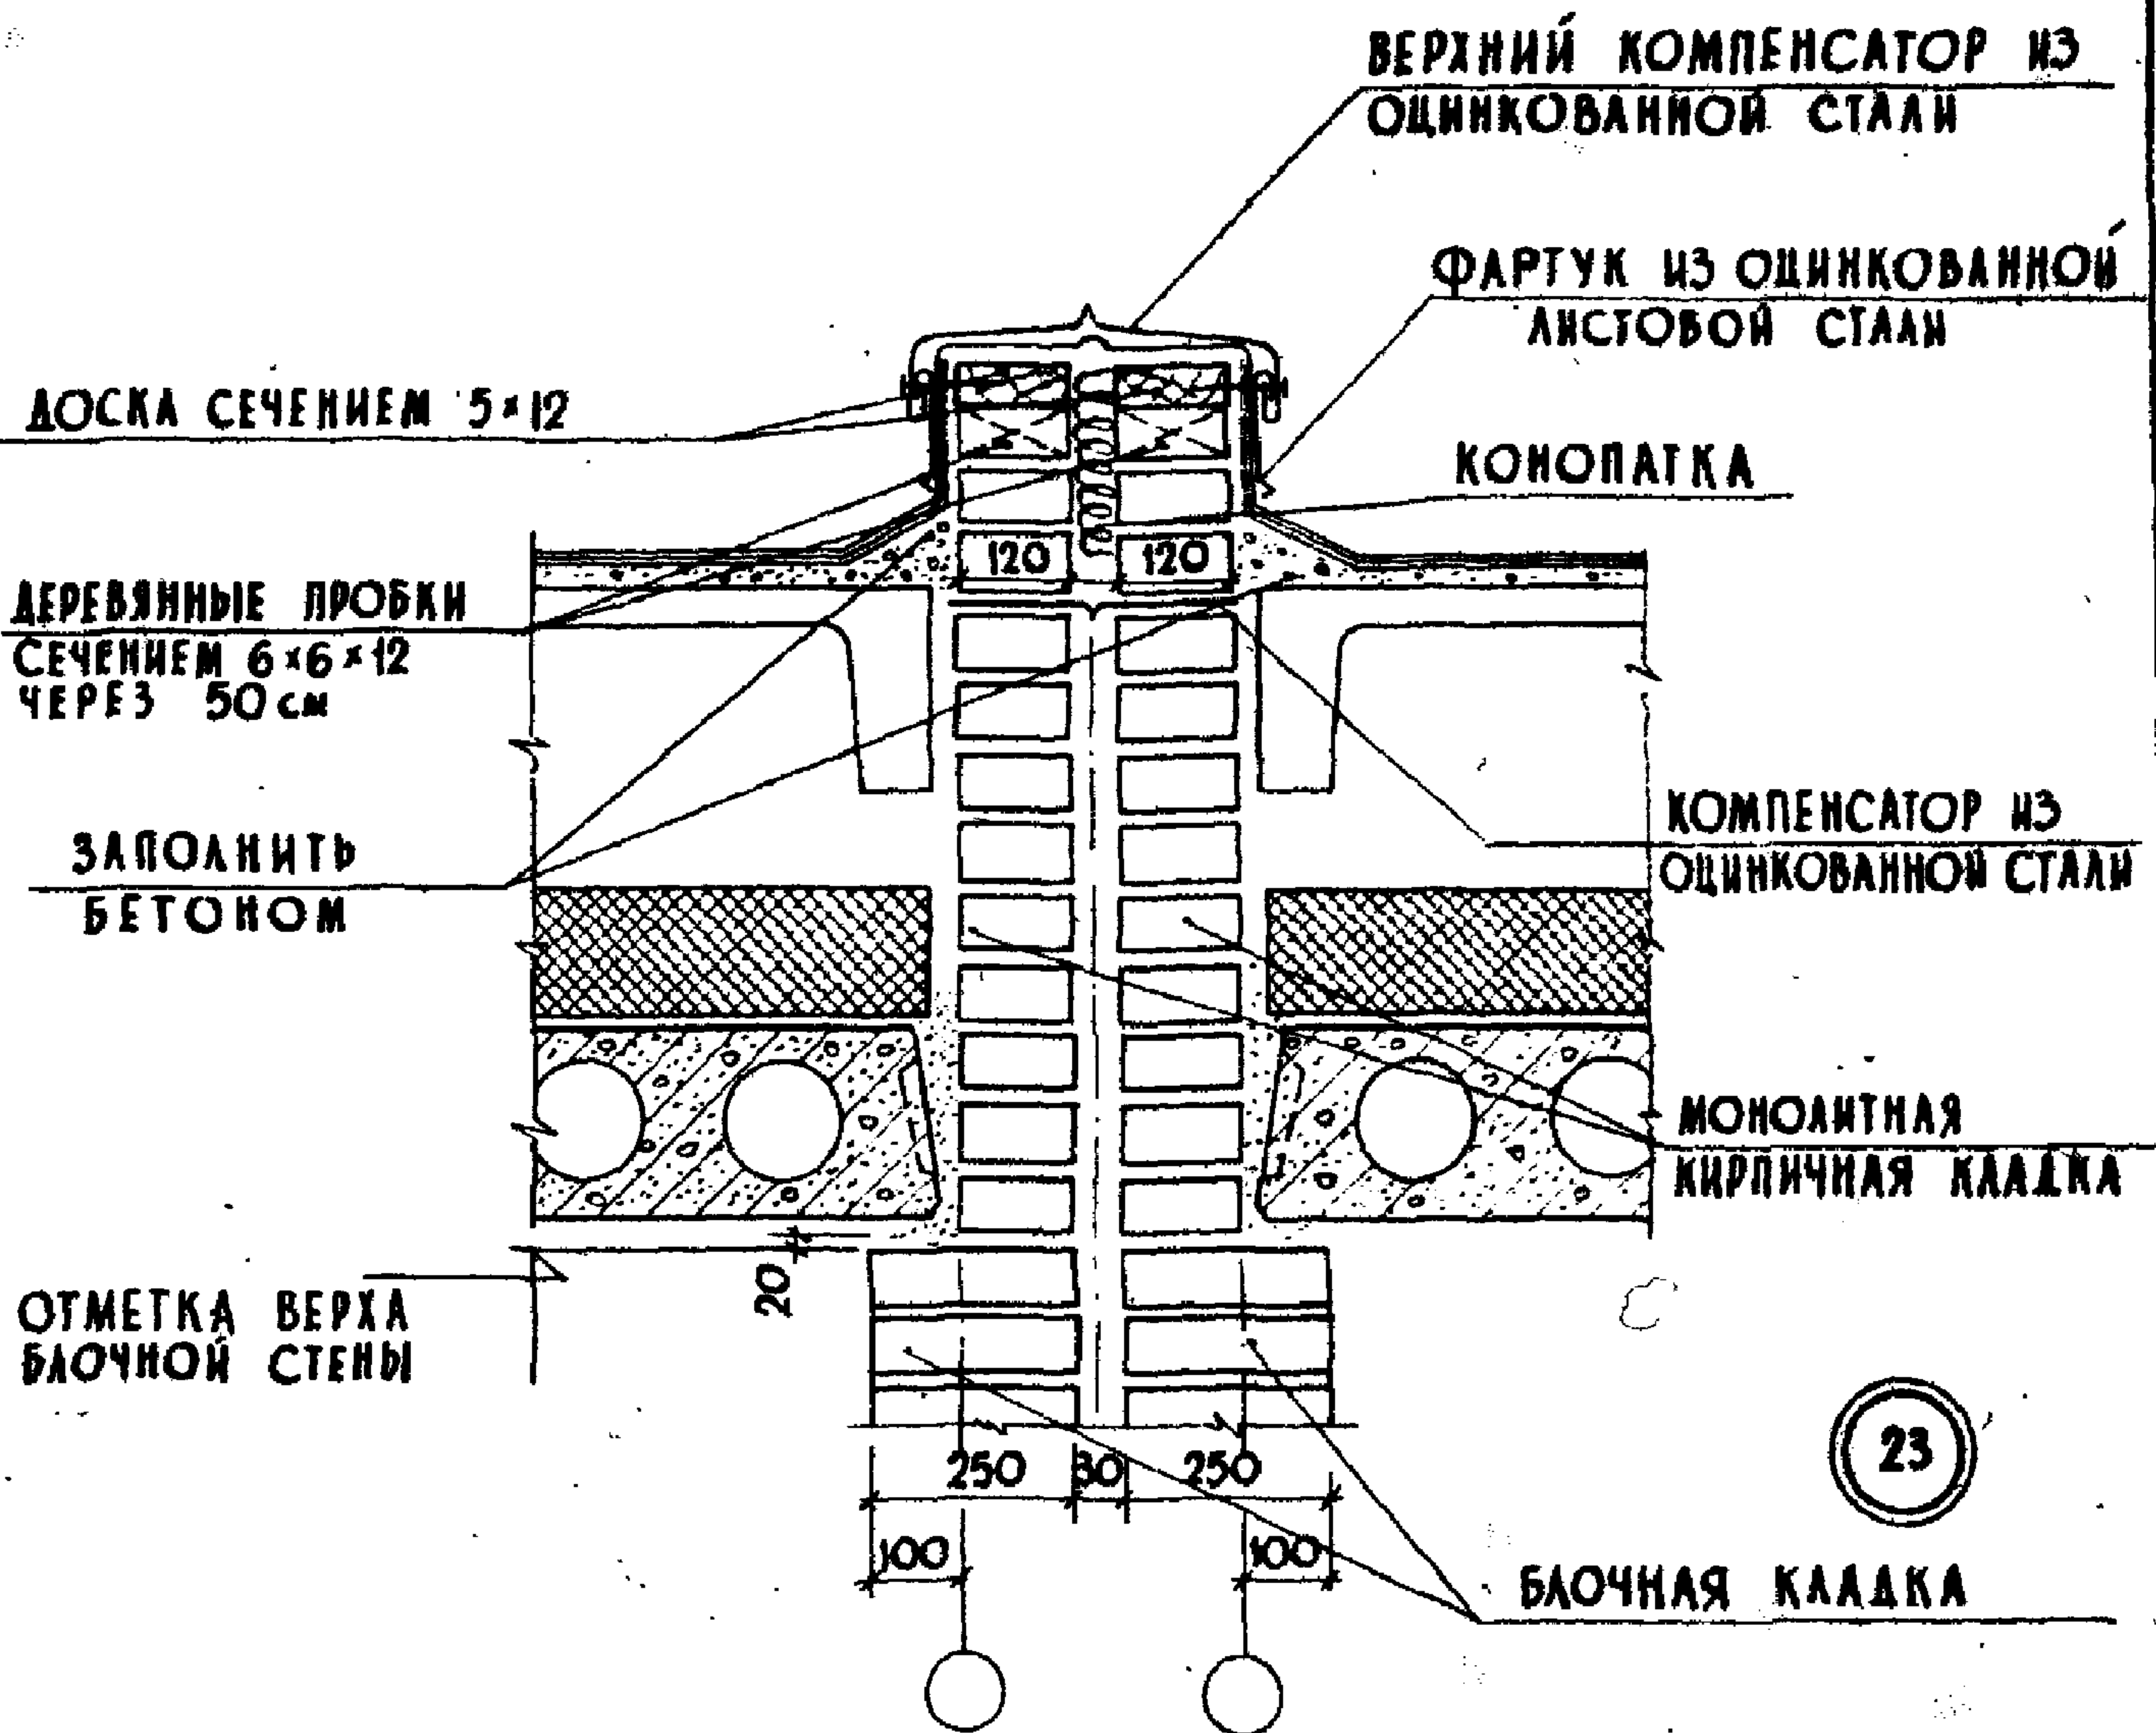 ВЕРХНИЙ КОМПЕНСАТОР ИЗ
ОЦИНКОВАННОЙ СТАЛИ
ФАРТУК ИЗ ОЦИНКОВАННОЙ
ЛИСТОВОЙ СТАЛИ
ДОСКА СЕЧЕНИЕМ 5×12
КОНОПАТКА
120 120
ДЕРЕВЯННЫЕ ПРОБКИ
СЕЧЕНИЕМ 6×6×12
ЧЕРЕЗ 50см
КОМПЕНСАТОР ИЗ
ОЦИНКОВАННОЙ СТАЛИ
ЗАПОЛНИТЬ
БЕТОНОМ
МОНОЛИТНАЯ
КИРПИЧНАЯ КЛАДКА
20
ОТМЕТКА ВЕРХА
БЛОЧНОЙ СТЕНЫ
250 30 250
23
100 100
БЛОЧНАЯ КЛАДКА